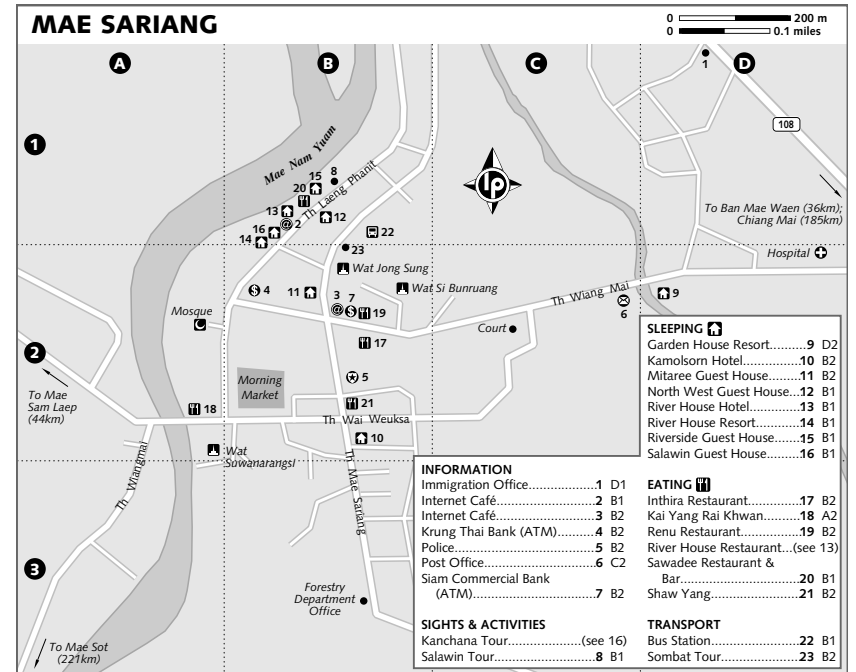 MAE SARIANG
0 200 m
0 0.1 miles
A
B
C
D
1
1
108
Mae Nam Yuam
15
8
20
Th Laeng Phanit
13
2
12
16
14
22
23
To Ban Mae Waen (36km);
Chiang Mai (185km)
Hospital
Wat Jong Sung
4
11
3
7
19
Wat Si Bunruang
Th Wiang Mai
6
9
Mosque
Court
2
17
To Mae
Sam Laep
(44km)
Morning
Market
5
18
21
Th Wai Weuksa
10
Wat
Suwanarangsi
Th Wiangmai
Th Mae Sariang
3
Forestry
Department
Office
To Mae Sot
(221km)
lp
INFORMATION
Immigration Office...............1 D1
Internet Café........................2 B1
Internet Café........................3 B2
Krung Thai Bank (ATM).........4 B2
Police...................................5 B2
Post Office...........................6 C2
Siam Commercial Bank
(ATM)................................7 B2
SIGHTS & ACTIVITIES
Kanchana Tour.............(see 16)
Salawin Tour........................8 B1
SLEEPING
Garden House Resort..........9 D2
Kamolsorn Hotel................10 B2
Mitaree Guest House.........11 B2
North West Guest House...12 B1
River House Hotel..............13 B1
River House Resort............14 B1
Riverside Guest House.......15 B1
Salawin Guest House.........16 B1
EATING
Inthira Restaurant..............17 B2
Kai Yang Rai Khwan...........18 A2
Renu Restaurant................19 B2
River House Restaurant...(see 13)
Sawadee Restaurant &
Bar..................................20 B1
Shaw Yang........................21 B2
TRANSPORT
Bus Station........................22 B1
Sombat Tour.....................23 B2